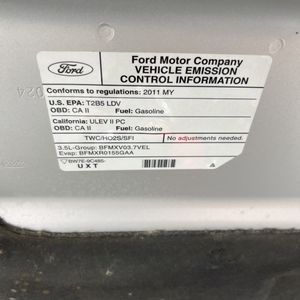 Ford
Ford Motor Company
VEHICLE EMISSION
CONTROL INFORMATION
Conforms to regulations: 2011 MY
U.S. EPA: T2B5 LDV
OBD: CA II Fuel: Gasoline
California: ULEV II PC
OBD: CA II Fuel: Gasoline
TWC/HO2S/SFI No adjustments needed.
3.5L-Group: BFMXV03.7VEL
Evap: BFMXR0155GAA
BW7E-9C485-
UXT